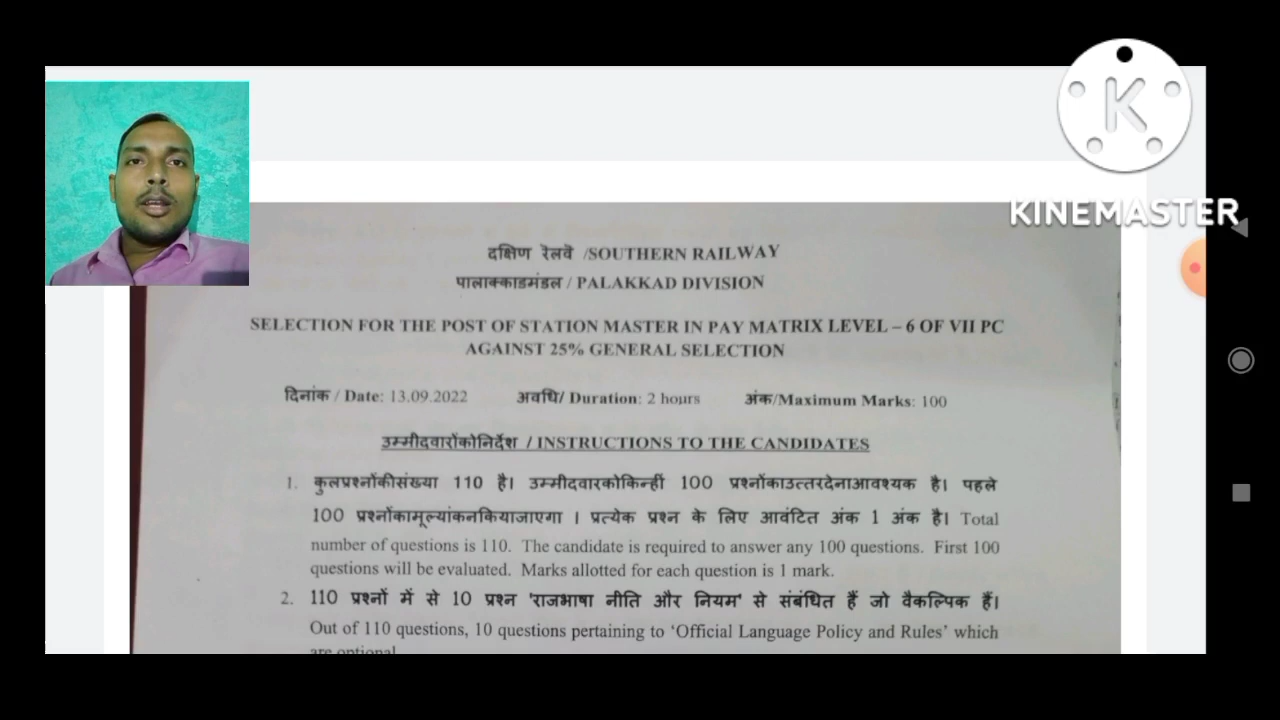 KINEMASTER
दक्षिण रेलवे /SOUTHERN RAILWAY
पालाक्काडमंडल / PALAKKAD DIVISION
SELECTION FOR THE POST OF STATION MASTER IN PAY MATRIX LEVEL – 6 OF VII PC
AGAINST 25% GENERAL SELECTION
दिनांक / Date: 13.09.2022 अवधि/ Duration: 2 hours अंक/Maximum Marks: 100
उम्मीदवारोंकोनिर्देश / INSTRUCTIONS TO THE CANDIDATES
1. कुलप्रश्नोंकीसंख्या 110 है। उम्मीदवारकोकिन्हीं 100 प्रश्नोंकाउत्तरदेनाआवश्यक है। पहले
100 प्रश्नोंकामूल्यांकनकियाजाएगा । प्रत्येक प्रश्न के लिए आवंटित अंक 1 अंक है। Total
number of questions is 110. The candidate is required to answer any 100 questions. First 100
questions will be evaluated. Marks allotted for each question is 1 mark.
2. 110 प्रश्नों में से 10 प्रश्न 'राजभाषा नीति और नियम' से संबंधित हैं जो वैकल्पिक हैं।
Out of 110 questions, 10 questions pertaining to ‘Official Language Policy and Rules’ which
are optional